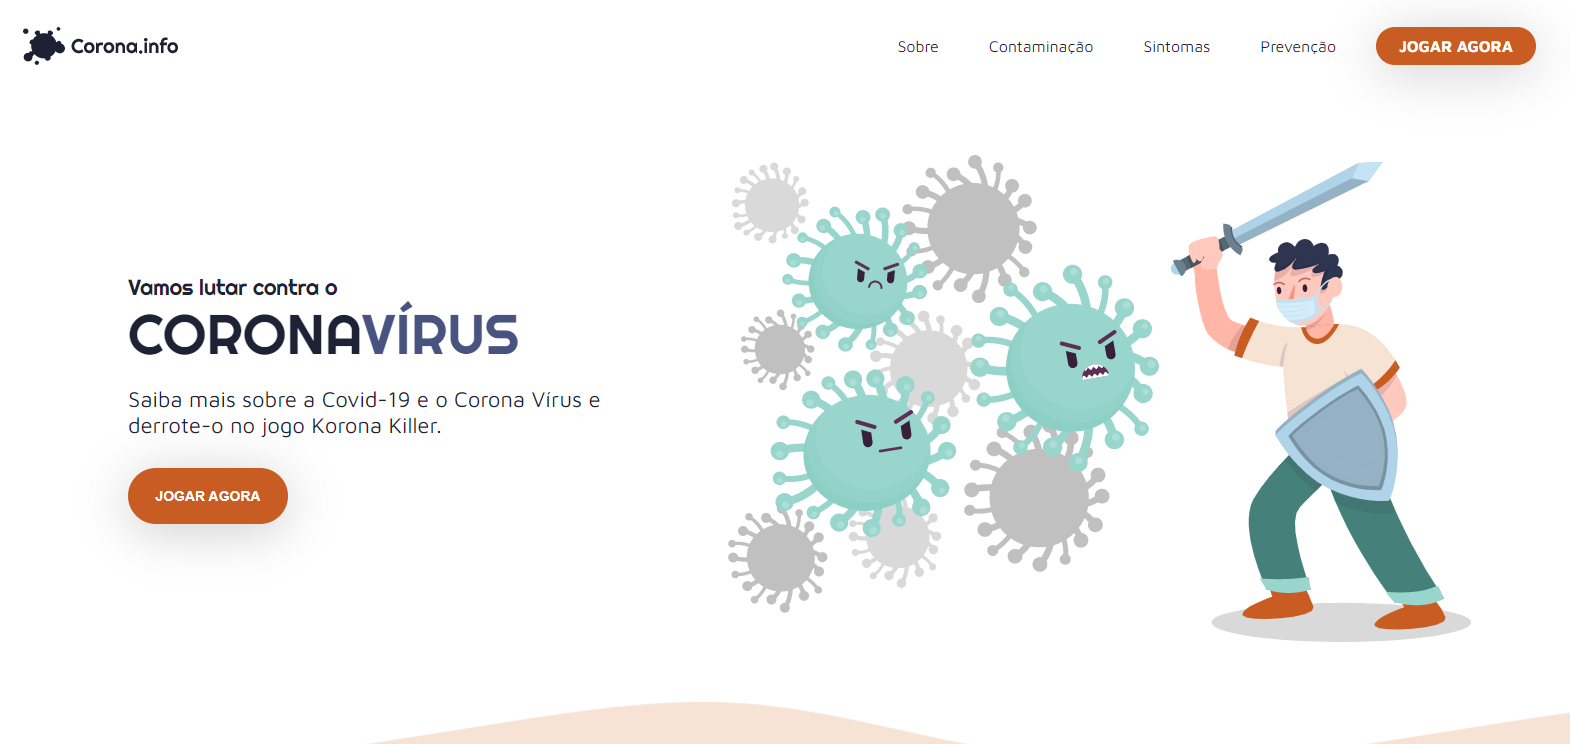 Corona.info
Sobre
Contaminação
Sintomas
Prevenção
JOGAR AGORA
Vamos lutar contra o
CORONAVÍRUS
Saiba mais sobre a Covid-19 e o Corona Vírus e
derrote-o no jogo Korona Killer.
JOGAR AGORA